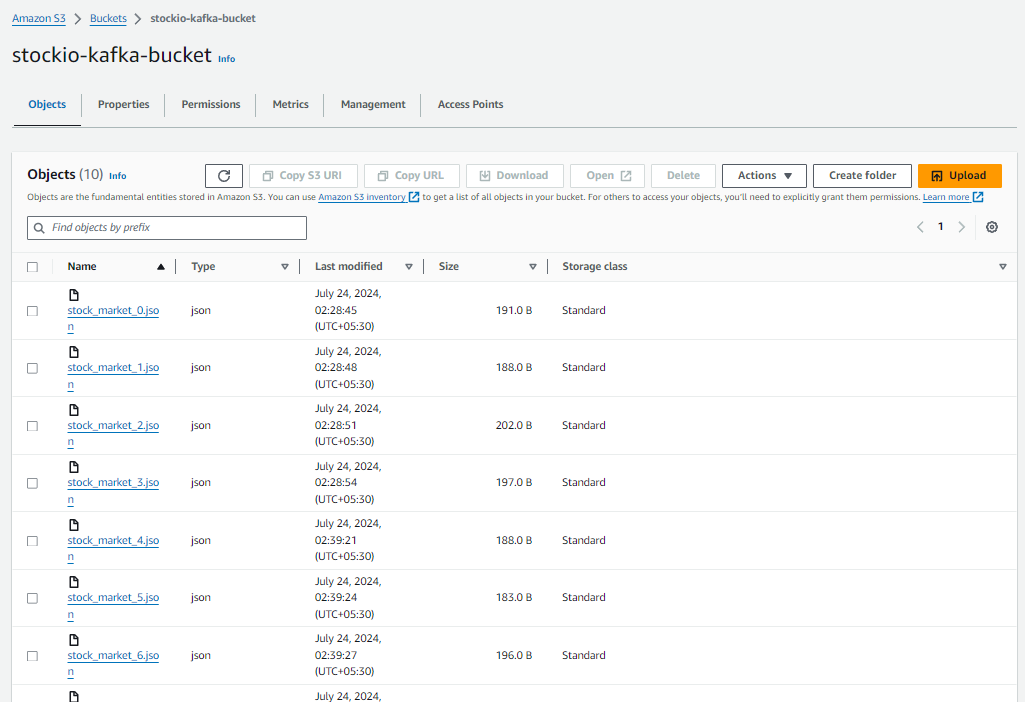 Amazon S3 > Buckets > stockio-kafka-bucket
stockio-kafka-bucket Info
Objects Properties Permissions Metrics Management Access Points
Objects (10) Info Copy S3 URI Copy URL Download Open Delete Actions Create folder Upload
Objects are the fundamental entities stored in Amazon S3. You can use Amazon S3 inventory to get a list of all objects in your bucket. For others to access your objects, you'll need to explicitly grant them permissions. Learn more
Find objects by prefix 1
Name Type Last modified Size Storage class
July 24, 2024,
stock_market_0.jso json 02:28:45 191.0 B Standard
n (UTC+05:30)
July 24, 2024,
stock_market_1.jso json 02:28:48 188.0 B Standard
n (UTC+05:30)
July 24, 2024,
stock_market_2.jso json 02:28:51 202.0 B Standard
n (UTC+05:30)
July 24, 2024,
stock_market_3.jso json 02:28:54 197.0 B Standard
n (UTC+05:30)
July 24, 2024,
stock_market_4.jso json 02:39:21 188.0 B Standard
n (UTC+05:30)
July 24, 2024,
stock_market_5.jso json 02:39:24 183.0 B Standard
n (UTC+05:30)
July 24, 2024,
stock_market_6.jso json 02:39:27 196.0 B Standard
n (UTC+05:30)
July 24, 2024,